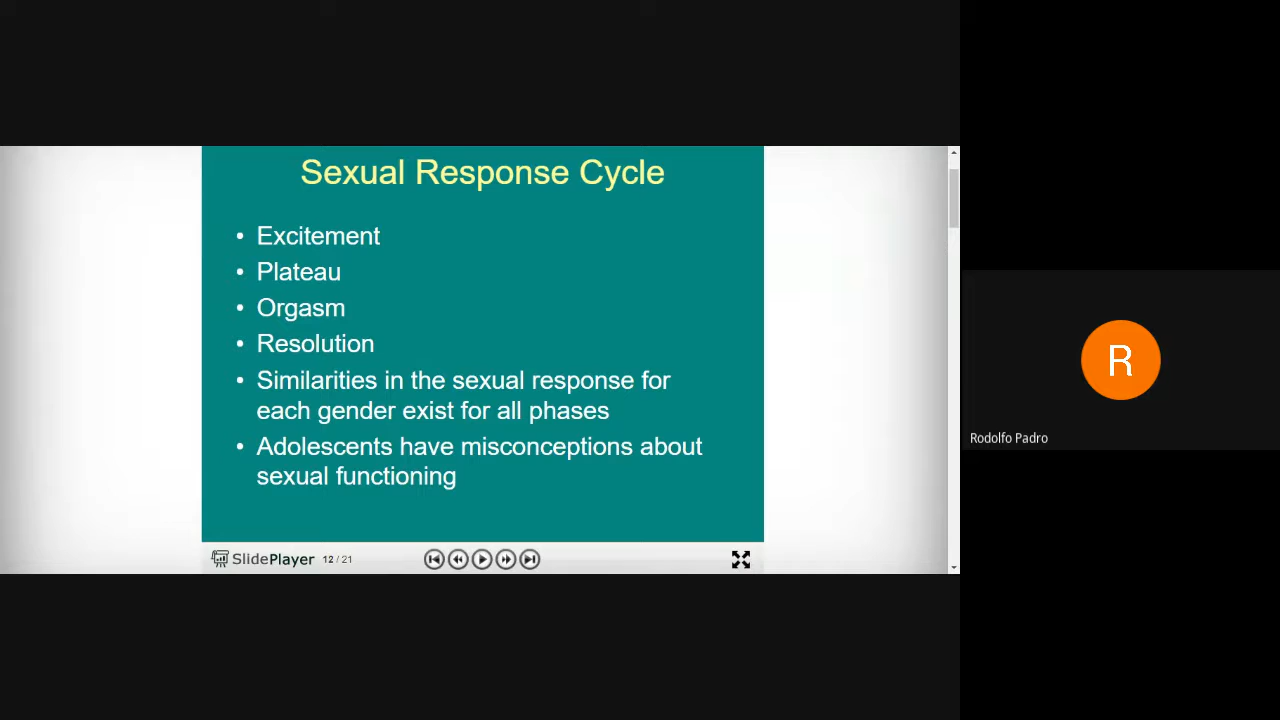 Sexual Response Cycle
• Excitement
• Plateau
• Orgasm
• Resolution
• Similarities in the sexual response for
each gender exist for all phases
• Adolescents have misconceptions about
sexual functioning
SlidePlayer 12 / 21
R
Rodolfo Padro